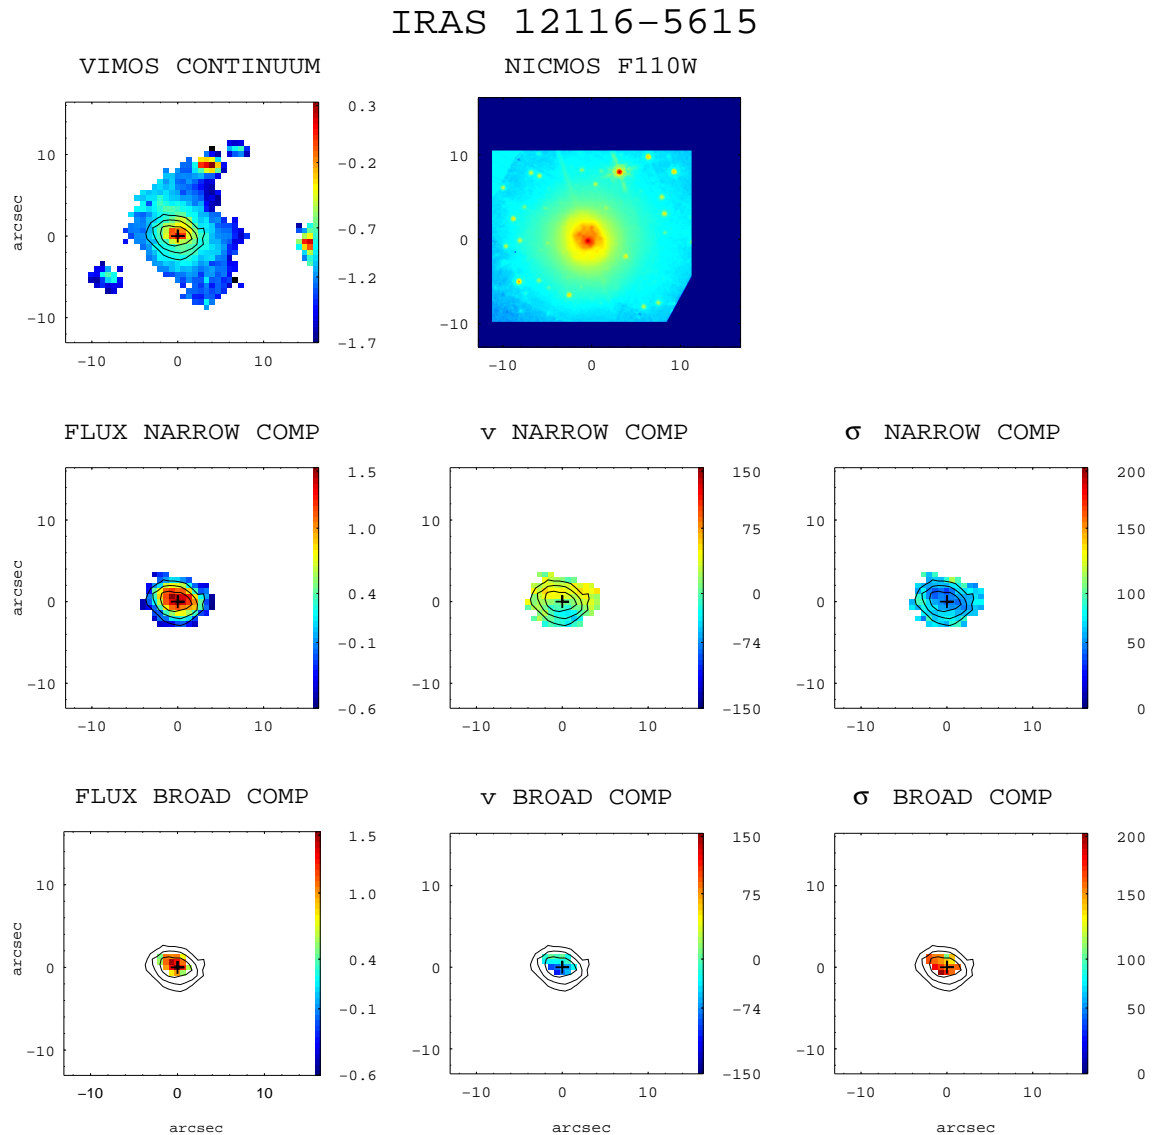 IRAS 12116−5615
VIMOS CONTINUUM
NICMOS F110W
arcsec
10
0
−10
−10 0 10
0.3
−0.2
−0.7
−1.2
−1.7
10
0
−10
−10 0 10
FLUX NARROW COMP
v NARROW COMP
σ NARROW COMP
arcsec
10
0
−10
−10 0 10
1.5
1.0
0.4
−0.1
−0.6
10
0
−10
−10 0 10
150
75
0
−74
−150
10
0
−10
−10 0 10
200
150
100
50
0
FLUX BROAD COMP
v BROAD COMP
σ BROAD COMP
arcsec
10
0
−10
−10 0 10
arcsec
1.5
1.0
0.4
−0.1
−0.6
10
0
−10
−10 0 10
arcsec
150
75
0
−74
−150
10
0
−10
−10 0 10
arcsec
200
150
100
50
0